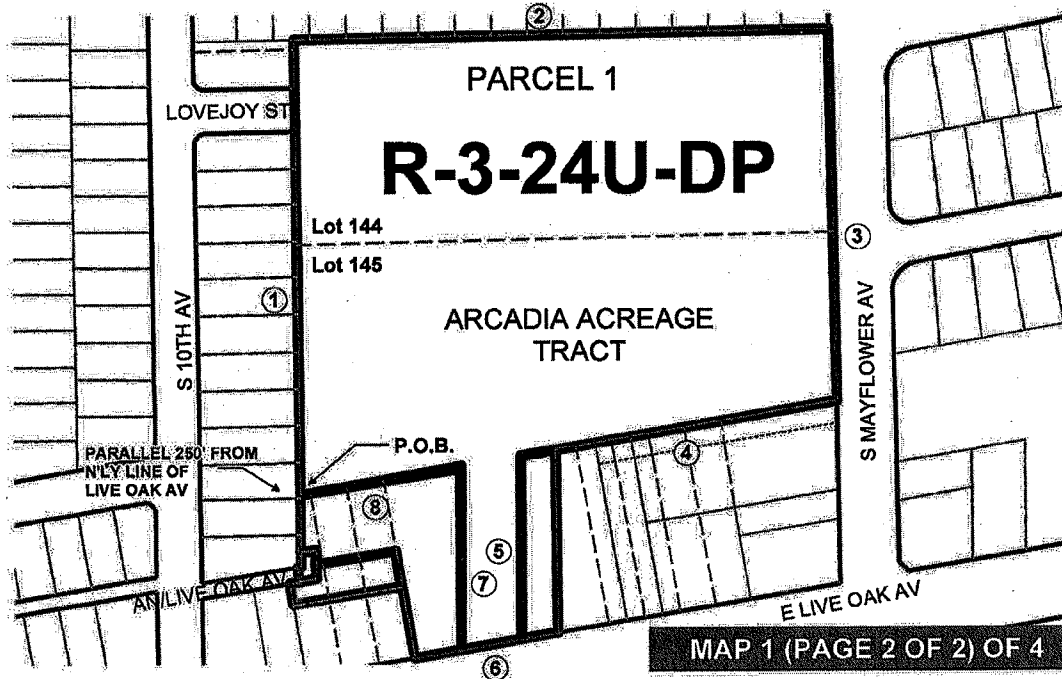 ②
PARCEL 1
LOVEJOY ST
R-3-24U-DP
Lot 144
③
Lot 145
①
ARCADIA ACREAGE
TRACT
S 10TH AV
S MAYFLOWER AV
P.O.B.
PARALLEL 250' FROM
N'LY LINE OF
LIVE OAK AV
④
⑧
⑤
⑦
LIVE OAK AV
E LIVE OAK AV
⑥
MAP 1 (PAGE 2 OF 2) OF 4